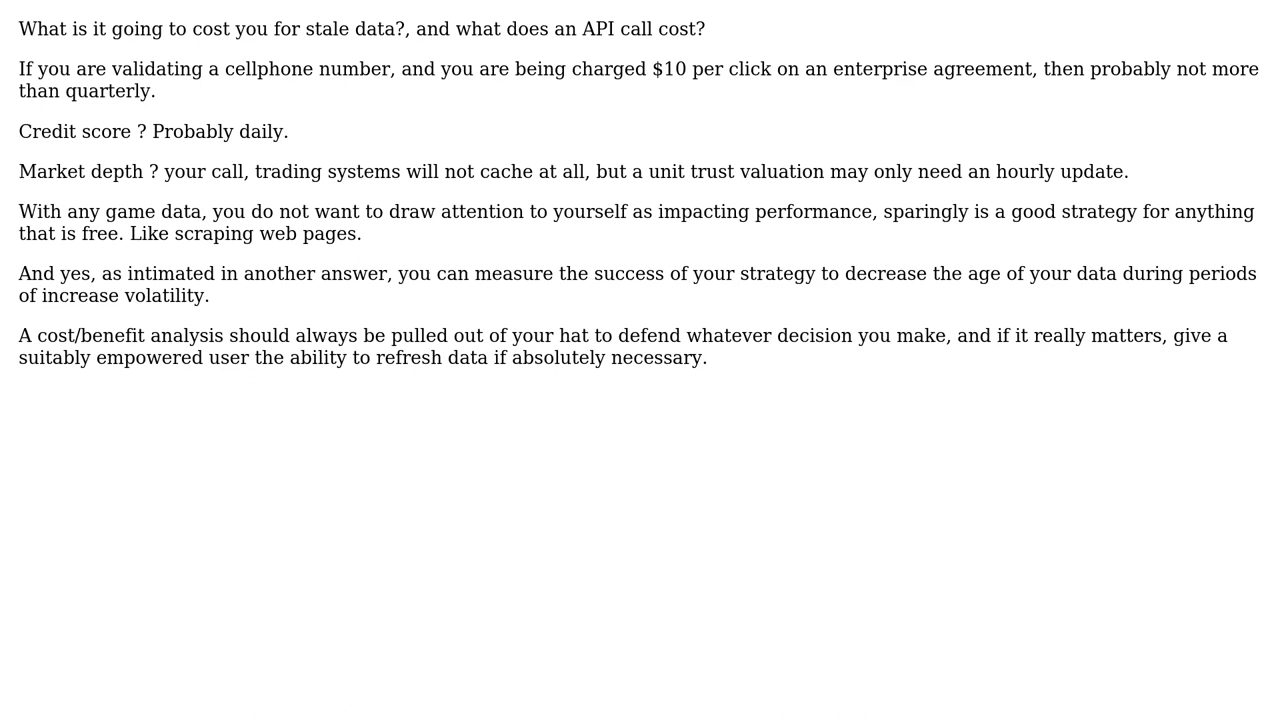 What is it going to cost you for stale data?, and what does an API call cost?
If you are validating a cellphone number, and you are being charged $10 per click on an enterprise agreement, then probably not more
than quarterly.
Credit score ? Probably daily.
Market depth ? your call, trading systems will not cache at all, but a unit trust valuation may only need an hourly update.
With any game data, you do not want to draw attention to yourself as impacting performance, sparingly is a good strategy for anything
that is free. Like scraping web pages.
And yes, as intimated in another answer, you can measure the success of your strategy to decrease the age of your data during periods
of increase volatility.
A cost/benefit analysis should always be pulled out of your hat to defend whatever decision you make, and if it really matters, give a
suitably empowered user the ability to refresh data if absolutely necessary.